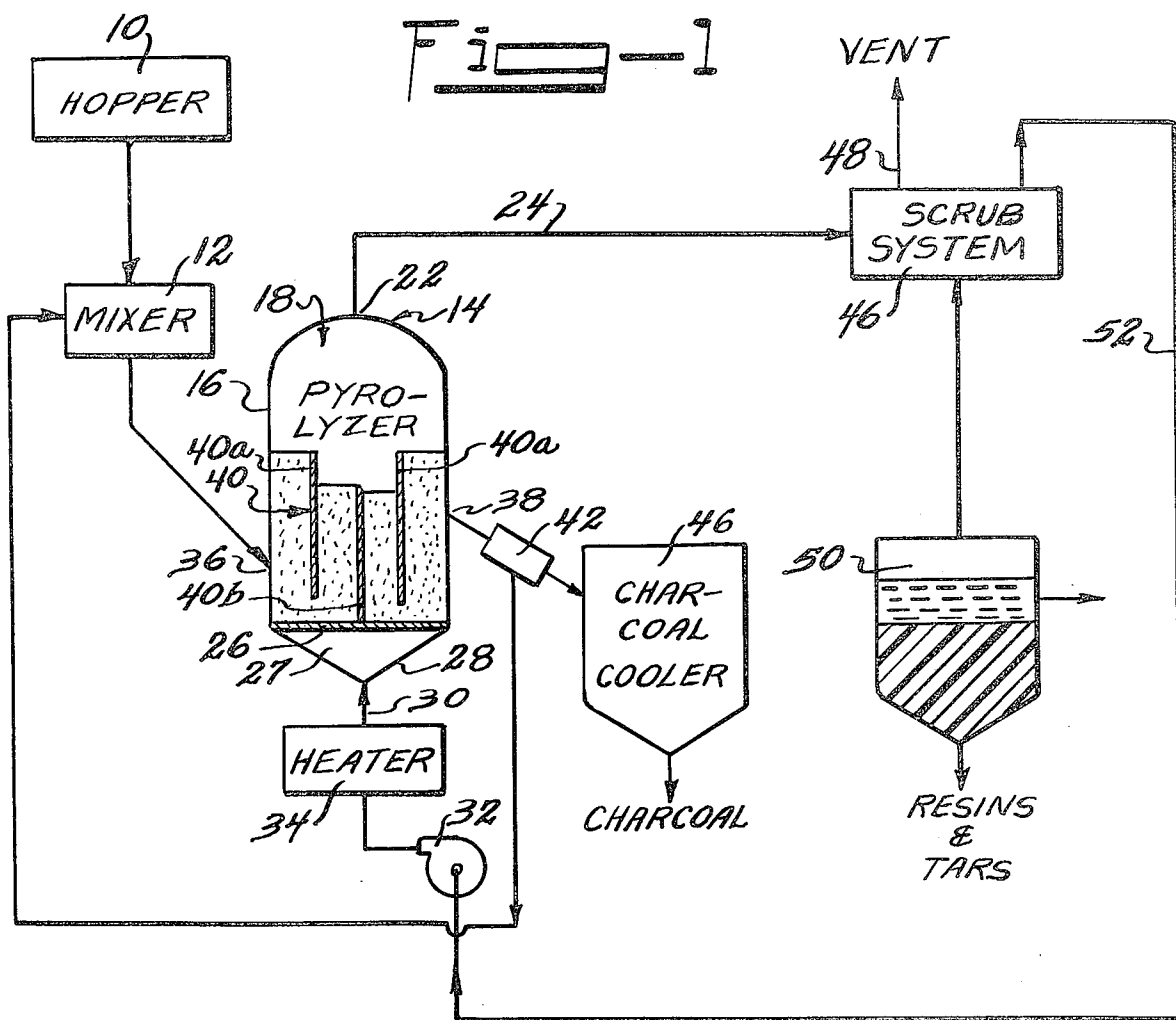 Fig-1
10
HOPPER
12
MIXER
VENT
48
24
SCRUB
SYSTEM
46
52
22
18
14
16
PYRO-
LYZER
40a
40a
40
38
42
36
40b
46
CHAR-
COAL
COOLER
50
26
27
28
30
HEATER
34
32
CHARCOAL
RESINS
&
TARS